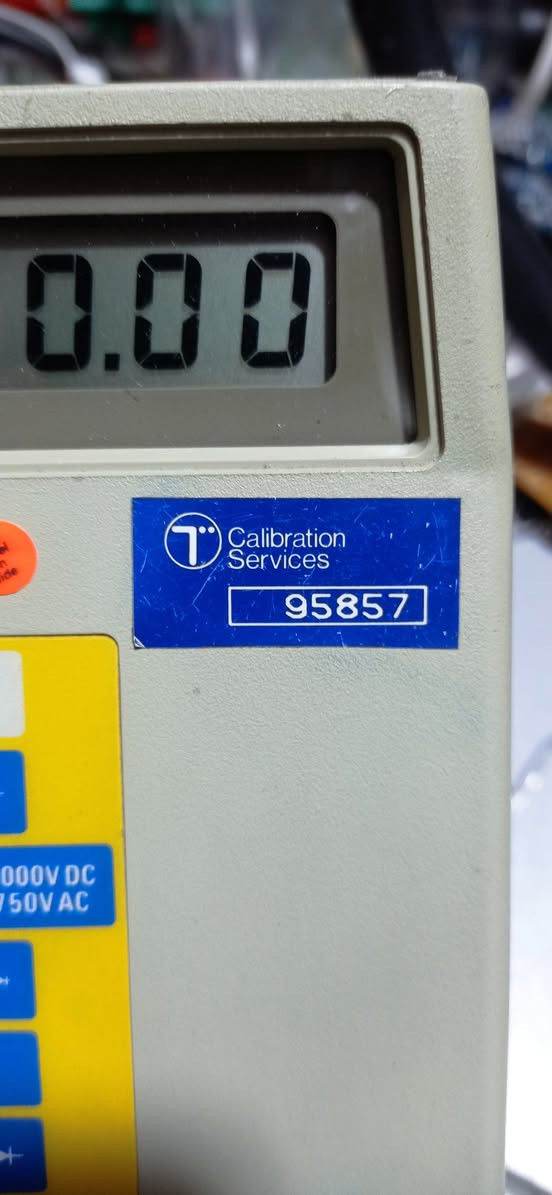 0.00
T
Calibration
Services
95857
000V DC
750V AC